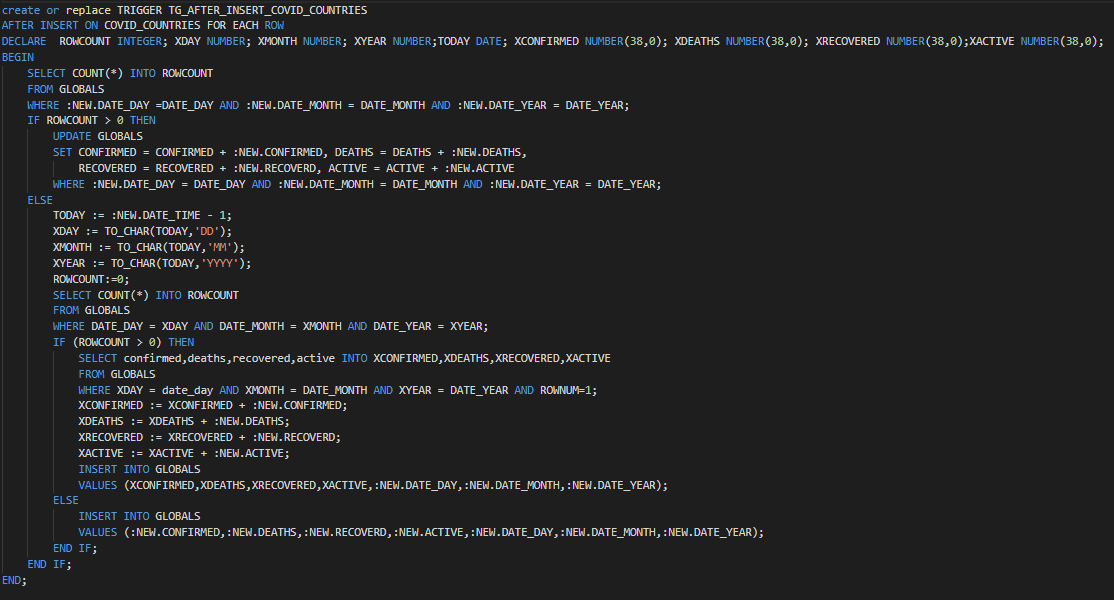 create or replace TRIGGER TG_AFTER_INSERT_COVID_COUNTRIES
AFTER INSERT ON COVID_COUNTRIES FOR EACH ROW
DECLARE  ROWCOUNT INTEGER; XDAY NUMBER; XMONTH NUMBER; XYEAR NUMBER;TODAY DATE; XCONFIRMED NUMBER(38,0); XDEATHS NUMBER(38,0); XRECOVERED NUMBER(38,0);XACTIVE NUMBER(38,0);
BEGIN
    SELECT COUNT(*) INTO ROWCOUNT
    FROM GLOBALS
    WHERE :NEW.DATE_DAY =DATE_DAY AND :NEW.DATE_MONTH = DATE_MONTH AND :NEW.DATE_YEAR = DATE_YEAR;
    IF ROWCOUNT > 0 THEN
        UPDATE GLOBALS
        SET CONFIRMED = CONFIRMED + :NEW.CONFIRMED, DEATHS = DEATHS + :NEW.DEATHS,
            RECOVERED = RECOVERED + :NEW.RECOVERD, ACTIVE = ACTIVE + :NEW.ACTIVE
        WHERE :NEW.DATE_DAY = DATE_DAY AND :NEW.DATE_MONTH = DATE_MONTH AND :NEW.DATE_YEAR = DATE_YEAR;
    ELSE
        TODAY := :NEW.DATE_TIME - 1;
        XDAY := TO_CHAR(TODAY,'DD');
        XMONTH := TO_CHAR(TODAY,'MM');
        XYEAR := TO_CHAR(TODAY,'YYYY');
        ROWCOUNT:=0;
        SELECT COUNT(*) INTO ROWCOUNT
        FROM GLOBALS
        WHERE DATE_DAY = XDAY AND DATE_MONTH = XMONTH AND DATE_YEAR = XYEAR;
        IF (ROWCOUNT > 0) THEN
            SELECT confirmed,deaths,recovered,active INTO XCONFIRMED,XDEATHS,XRECOVERED,XACTIVE
            FROM GLOBALS
            WHERE XDAY = date_day AND XMONTH = DATE_MONTH AND XYEAR = DATE_YEAR AND ROWNUM=1;
            XCONFIRMED := XCONFIRMED + :NEW.CONFIRMED;
            XDEATHS := XDEATHS + :NEW.DEATHS;
            XRECOVERED := XRECOVERED + :NEW.RECOVERD;
            XACTIVE := XACTIVE + :NEW.ACTIVE;
            INSERT INTO GLOBALS
            VALUES (XCONFIRMED,XDEATHS,XRECOVERED,XACTIVE,:NEW.DATE_DAY,:NEW.DATE_MONTH,:NEW.DATE_YEAR);
        ELSE
            INSERT INTO GLOBALS
            VALUES (:NEW.CONFIRMED,:NEW.DEATHS,:NEW.RECOVERD,:NEW.ACTIVE,:NEW.DATE_DAY,:NEW.DATE_MONTH,:NEW.DATE_YEAR);
        END IF;
    END IF;
END;